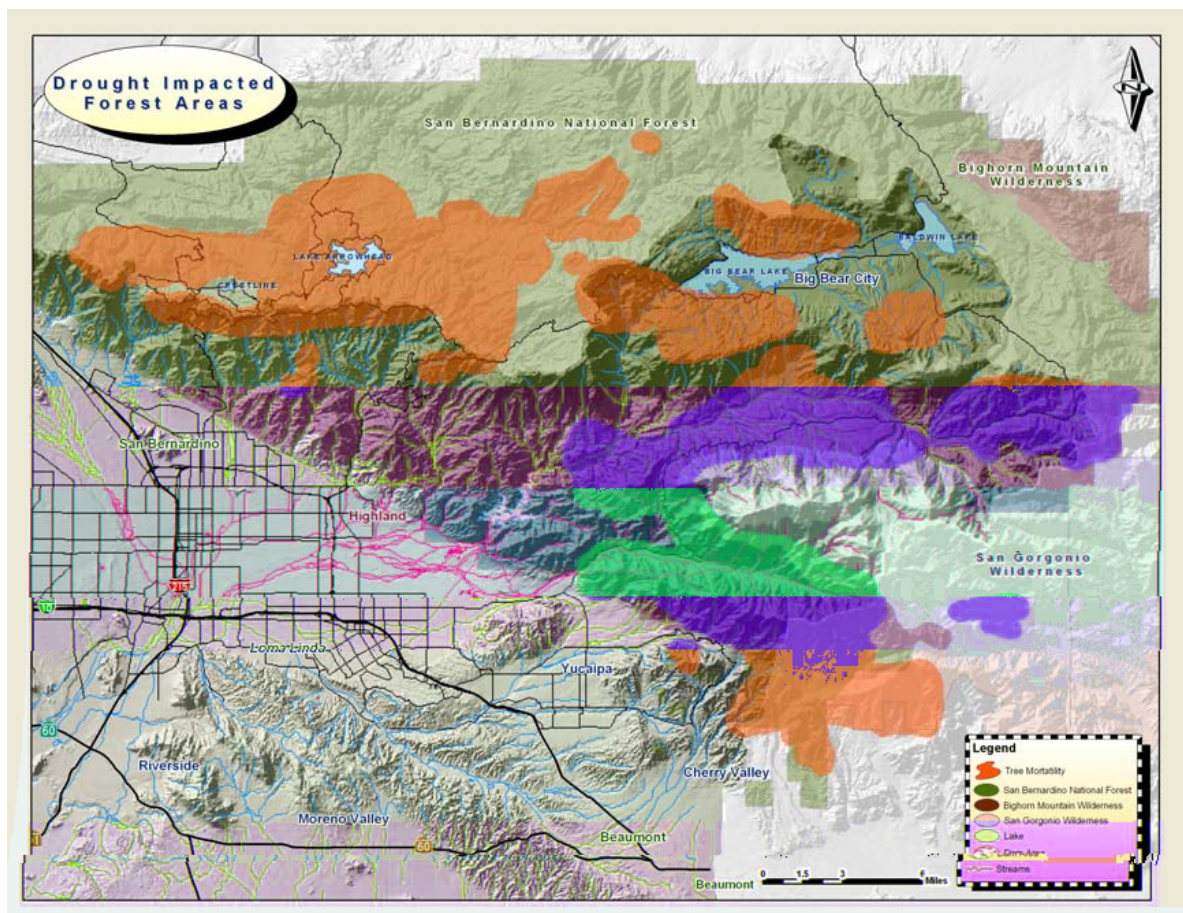 Drought Impacted
Forest Areas
San Bernardino National Forest
Bighorn Mountain
Wilderness
LAKE ARROWHEAD
BALDWIN LAKE
BIG BEAR LAKE
Big Bear City
CRESTLINE
San Bernardino
Highland
San Gorgonio
Wilderness
215
10
Loma Linda
Yucaipa
60
Riverside
Cherry Valley
Moreno Valley
Beaumont
60
Beaumont
0 1.5 3 6
Miles
Legend
Tree Mortatility
San Bernardino National Forest
Bighorn Mountain Wilderness
San Gorgonio Wilderness
Lake
Streams